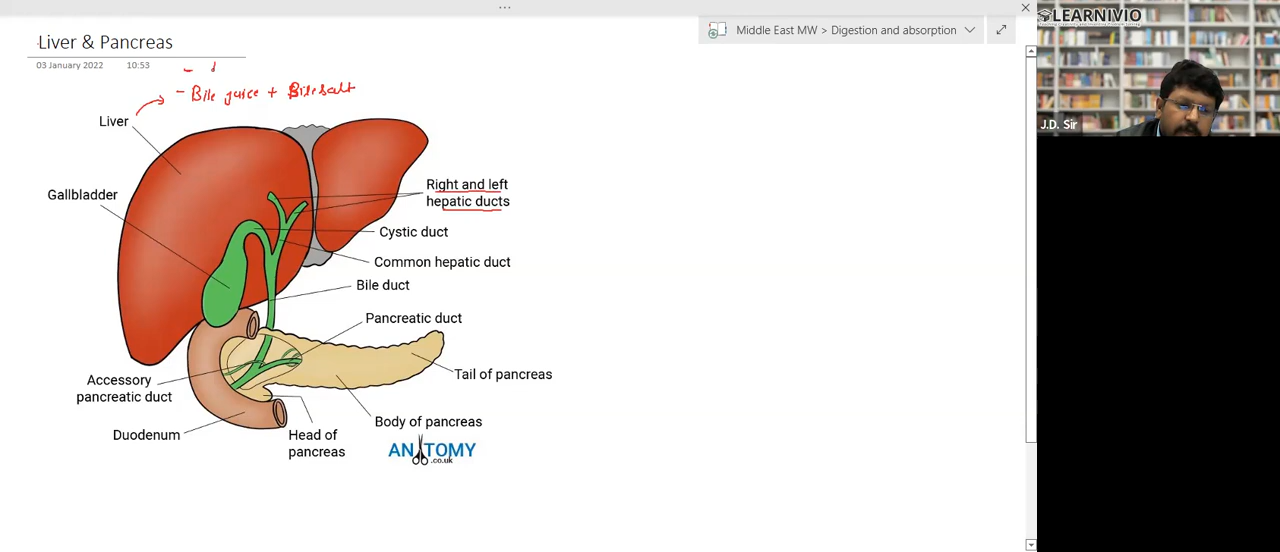 Liver & Pancreas
03 January 2022 10:53
Middle East MW > Digestion and absorption
LEARNIVIO
J.D. Sir
- Bile juice + Bile salt
Liver
Gallbladder
Right and left
hepatic ducts
Cystic duct
Common hepatic duct
Bile duct
Pancreatic duct
Accessory
pancreatic duct
Tail of pancreas
Duodenum
Head of
pancreas
Body of pancreas
ANATOMY
.co.uk